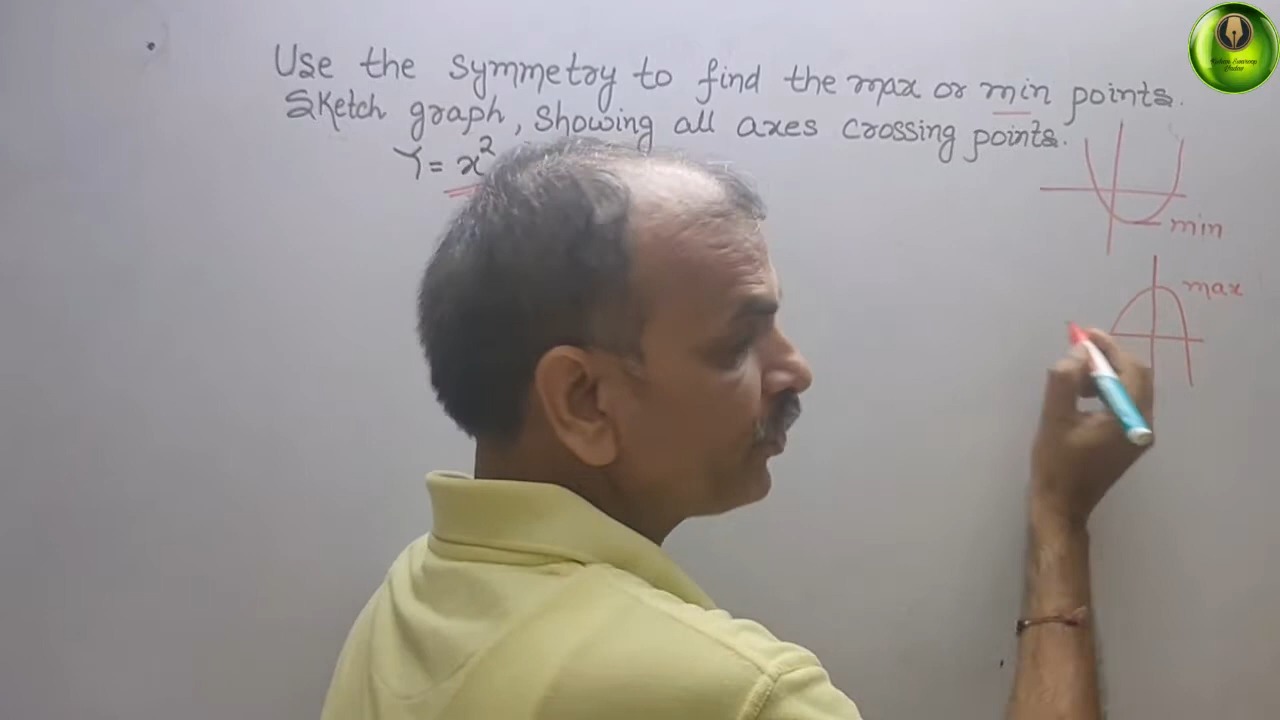 Use the symmetry to find the max or min points.
Sketch graph, showing all axes crossing points.
Y = x²
min
max